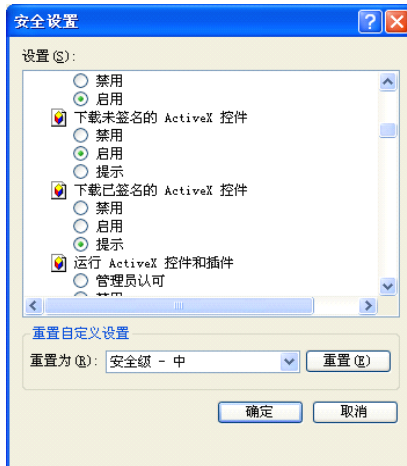 安全设置
设置(S):
禁用
启用
下载未签名的 ActiveX 控件
禁用
启用
提示
下载已签名的 ActiveX 控件
禁用
启用
提示
运行 ActiveX 控件和插件
管理员认可
重置自定义设置
重置为(R): 安全级 - 中 重置(E)
确定 取消